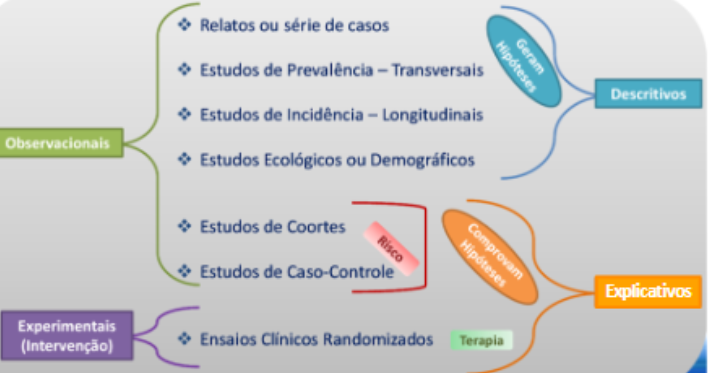 ❖ Relatos ou série de casos
❖ Estudos de Prevalência – Transversais
❖ Estudos de Incidência – Longitudinais
❖ Estudos Ecológicos ou Demográficos
Geram
Hipóteses
Descritivos
Observacionais
❖ Estudos de Coortes
❖ Estudos de Caso-Controle
Risco
Comprovam
Hipóteses
Explicativos
Experimentais
(Intervenção)
❖ Ensaios Clínicos Randomizados
Terapia